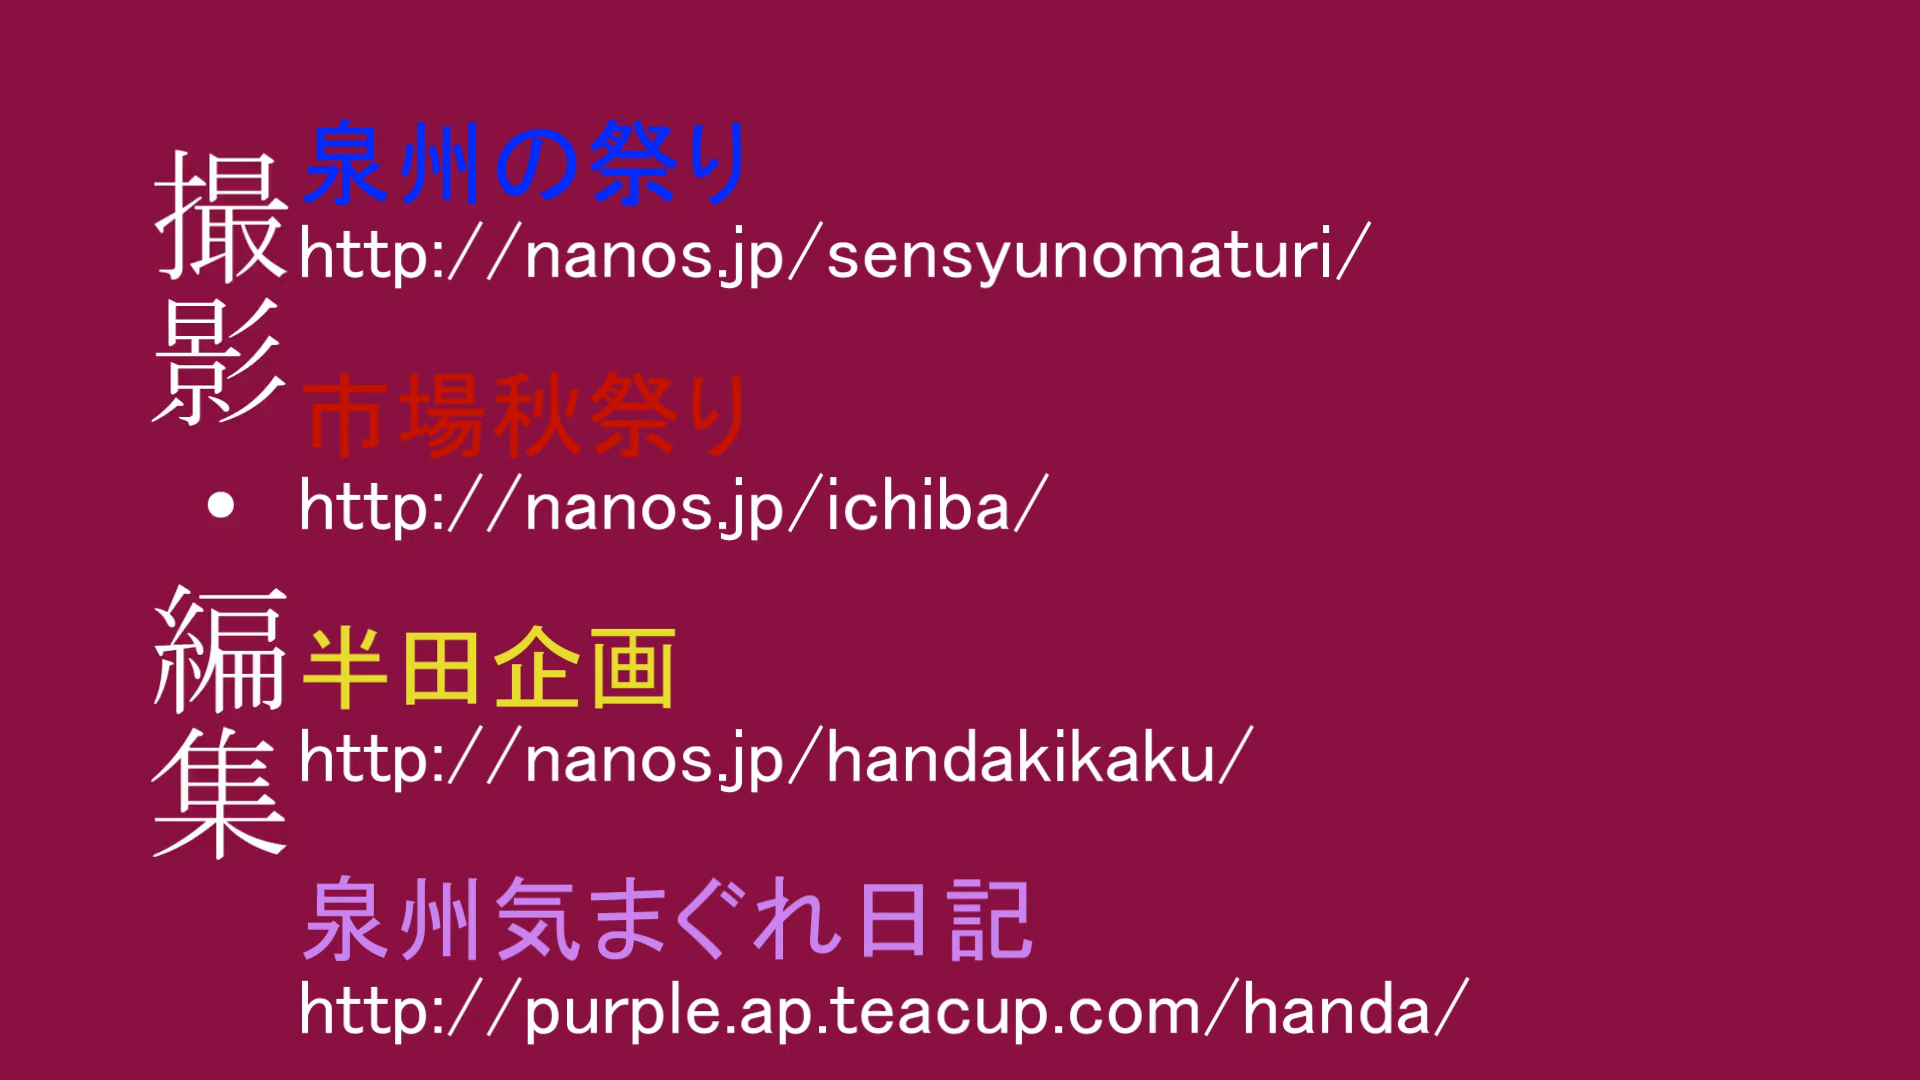 撮影・編集
泉州の祭り
http://nanos.jp/sensyunomaturi/
市場秋祭り
http://nanos.jp/ichiba/
半田企画
http://nanos.jp/handakikaku/
泉州気まぐれ日記
http://purple.ap.teacup.com/handa/